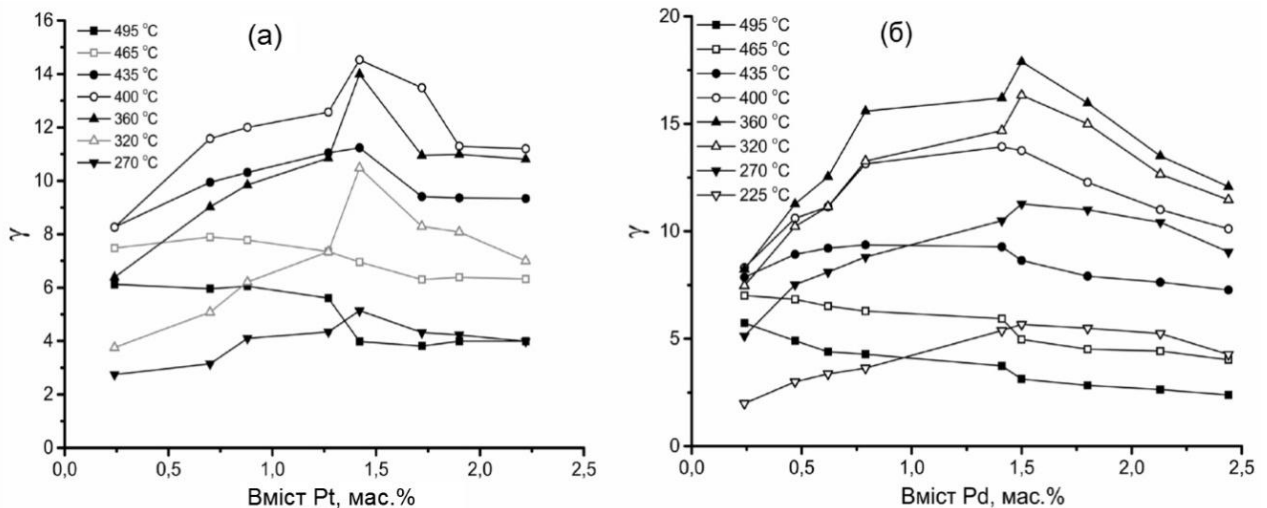 (а)
495 °C
465 °C
435 °C
400 °C
360 °C
320 °C
270 °C
γ
16
14
12
10
8
6
4
2
0
0,0 0,5 1,0 1,5 2,0 2,5
Вміст Pt, мас.%
(б)
495 °C
465 °C
435 °C
400 °C
360 °C
320 °C
270 °C
225 °C
γ
20
15
10
5
0
0,0 0,5 1,0 1,5 2,0 2,5
Вміст Pd, мас.%